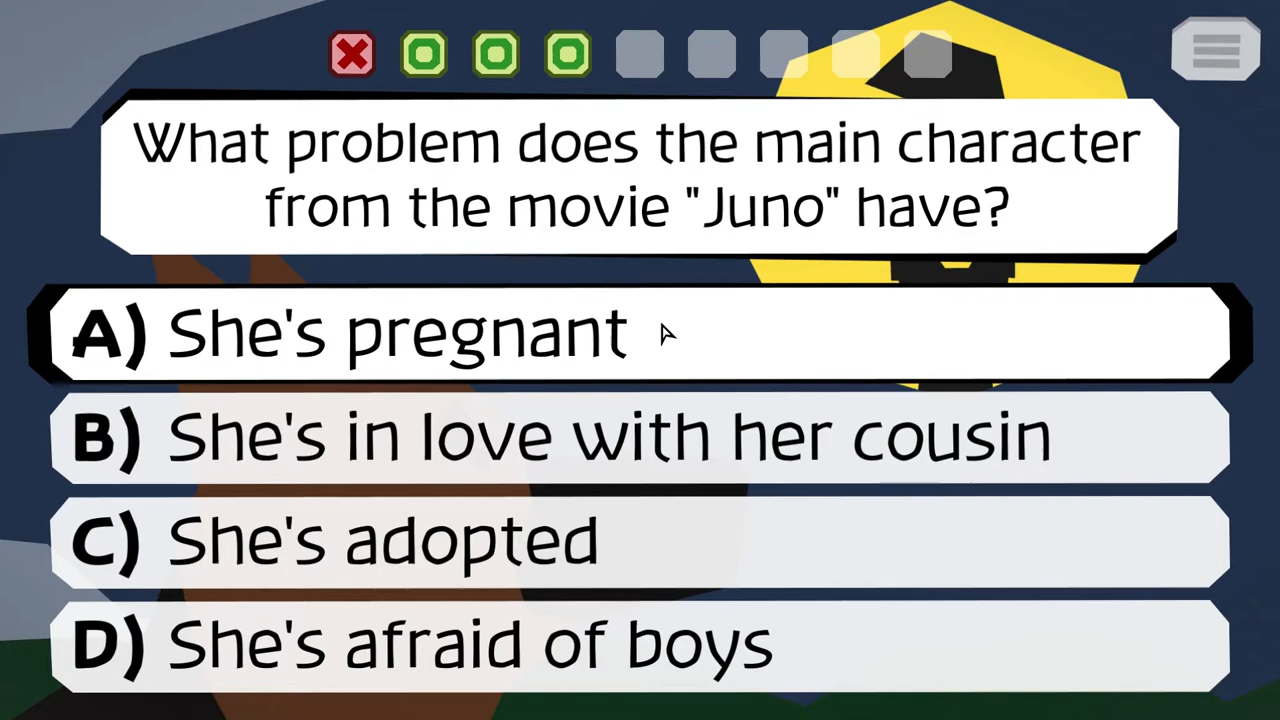 What problem does the main character
from the movie "Juno" have?
A) She's pregnant
B) She's in love with her cousin
C) She's adopted
D) She's afraid of boys